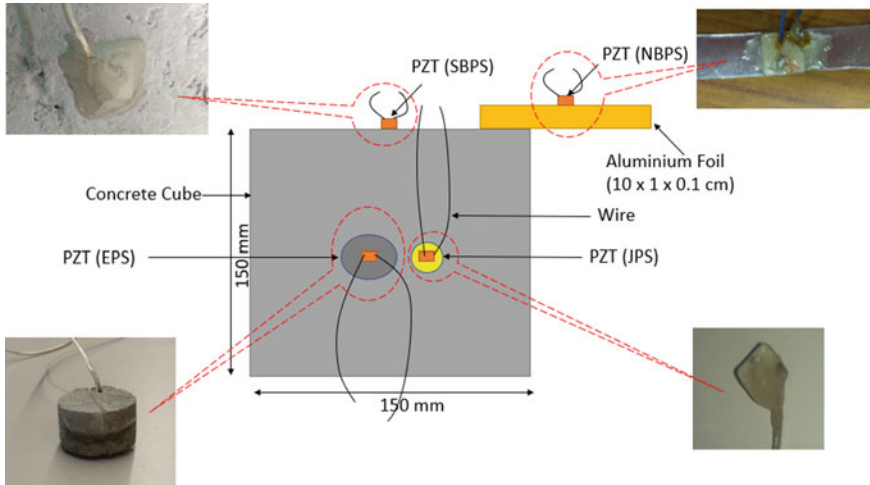 PZT (SBPS)
PZT (NBPS)
Aluminium Foil
(10 x 1 x 0.1 cm)
Concrete Cube
Wire
PZT (EPS)
PZT (JPS)
150 mm
150 mm